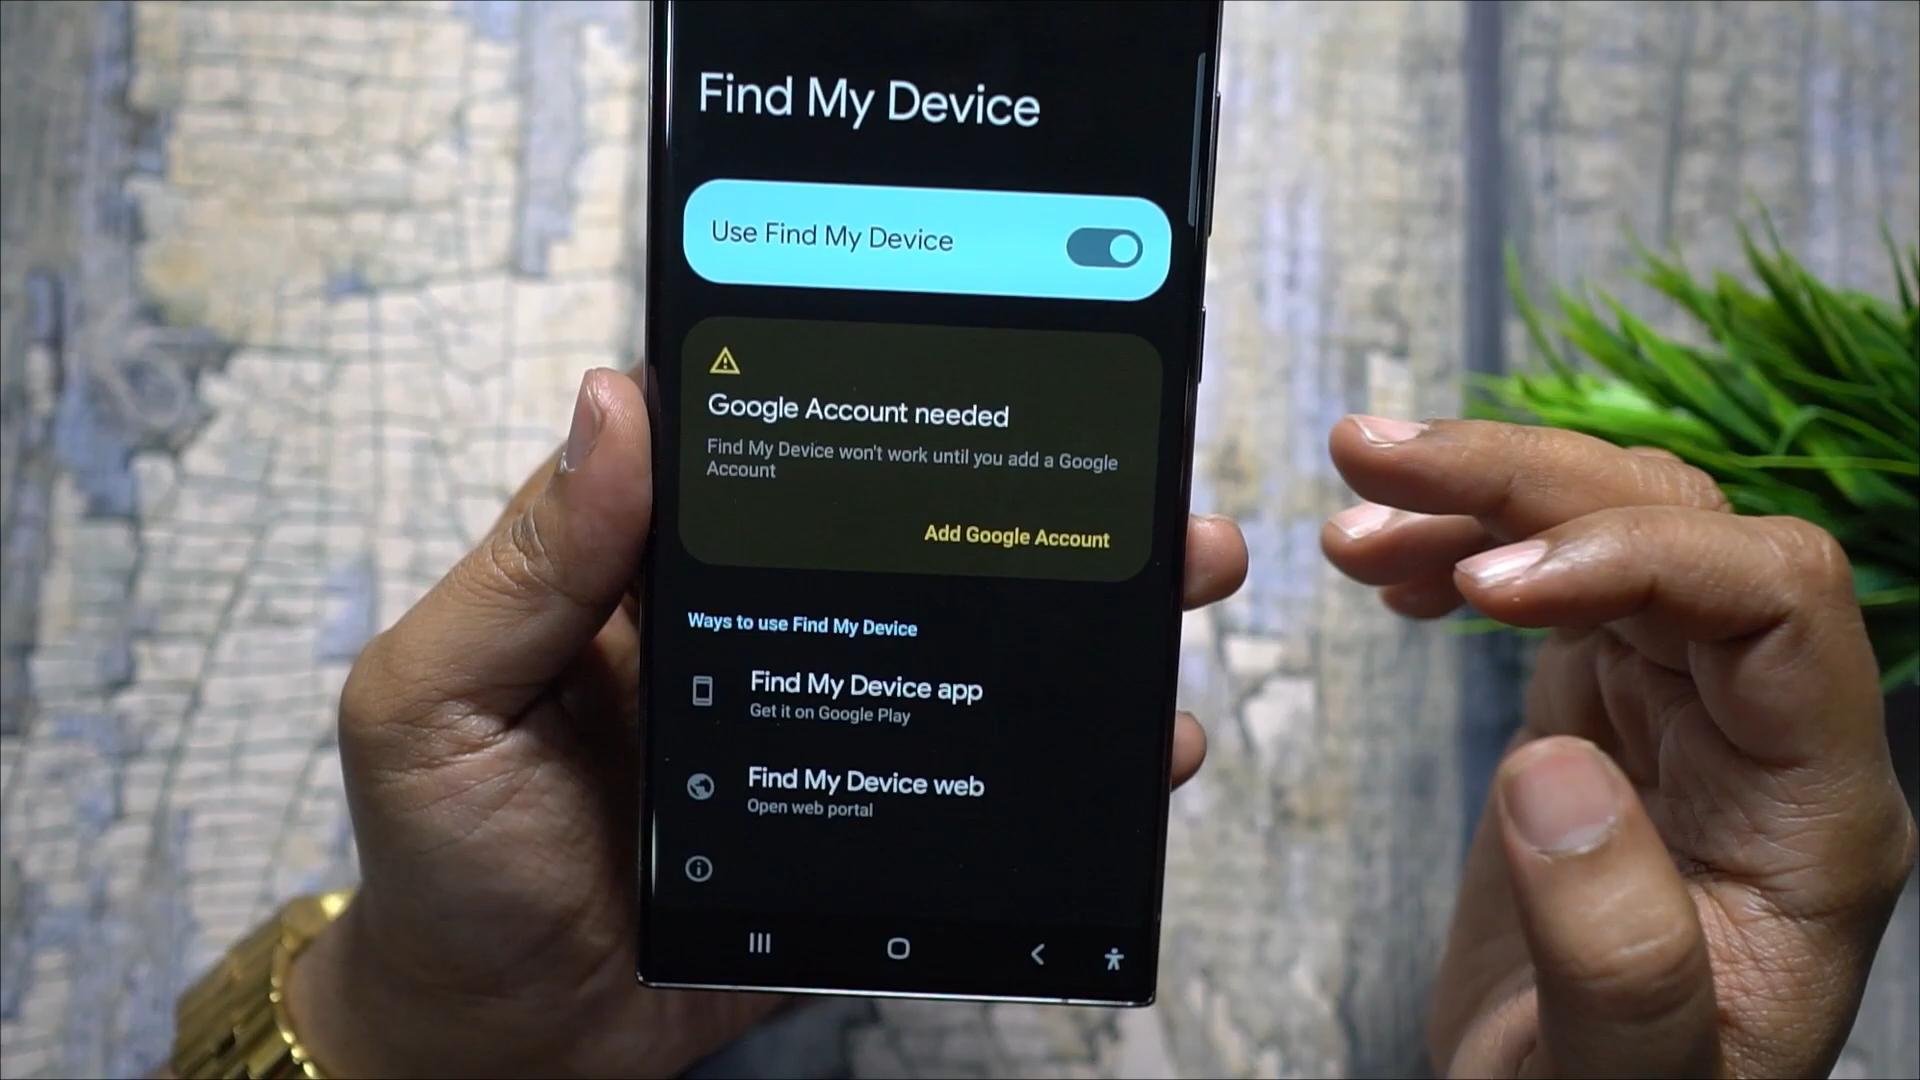 Find My Device
Use Find My Device
Google Account needed
Find My Device won't work until you add a Google
Account
Add Google Account
Ways to use Find My Device
Find My Device app
Get it on Google Play
Find My Device web
Open web portal